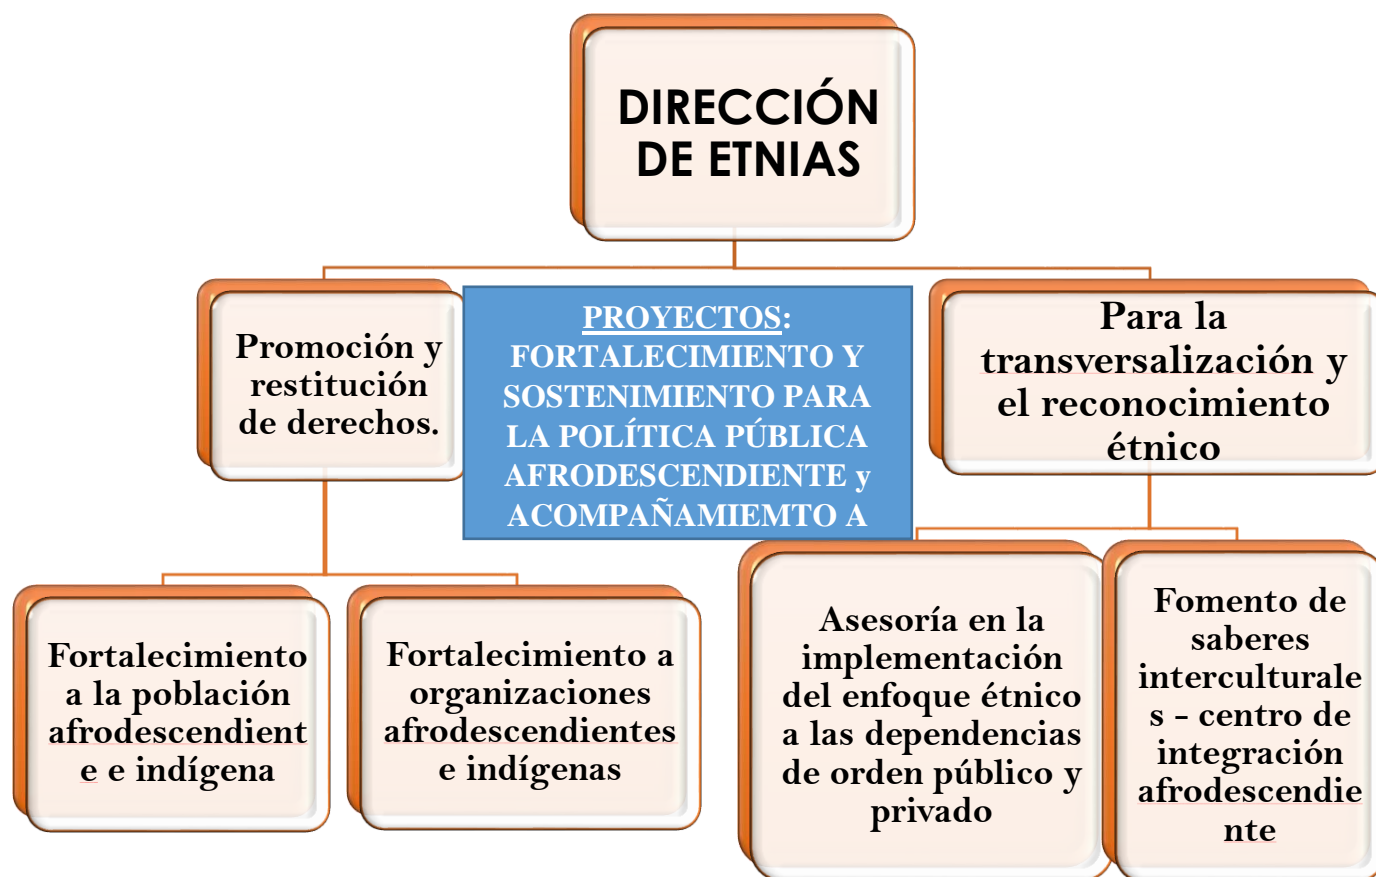 DIRECCIÓN
DE ETNIAS
Promoción y
restitución
de derechos.
PROYECTOS:
FORTALECIMIENTO Y
SOSTENIMIENTO PARA
LA POLÍTICA PÚBLICA
AFRODESCENDIENTE y
ACOMPAÑAMIEMTO A
Para la
transversalización y
el reconocimiento
étnico
Fortalecimiento
a la población
afrodescendient
e e indígena
Fortalecimiento a
organizaciones
afrodescendientes
e indígenas
Asesoría en la
implementación
del enfoque étnico
a las dependencias
de orden público y
privado
Fomento de
saberes
interculturale
s - centro de
integración
afrodescendie
nte